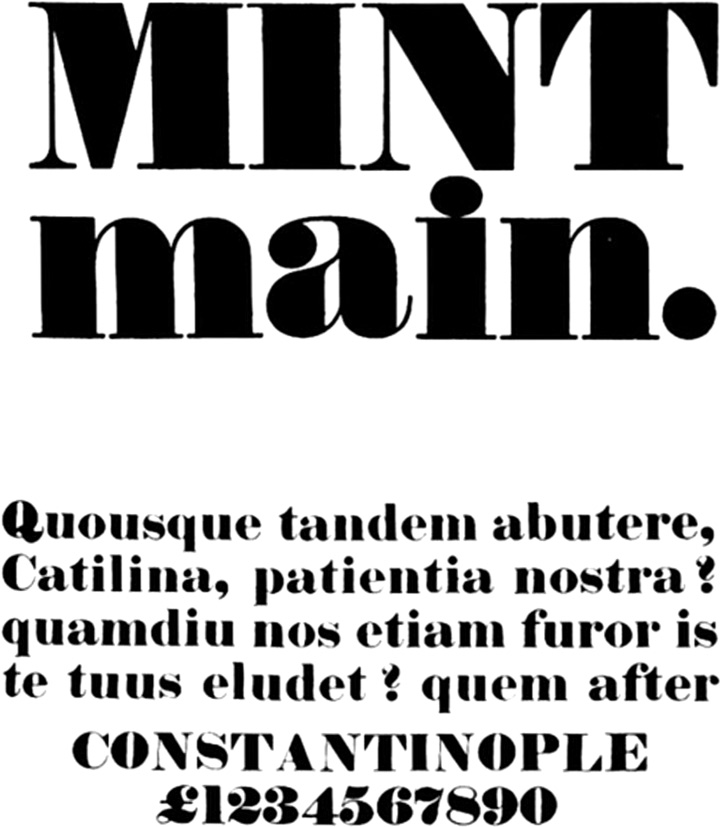 MINT
main.
Quousque tandem abutere,
Catilina, patientia nostra?
quamdiu nos etiam furor is
te tuus eludet? quem after
CONSTANTINOPLE
£1234567890